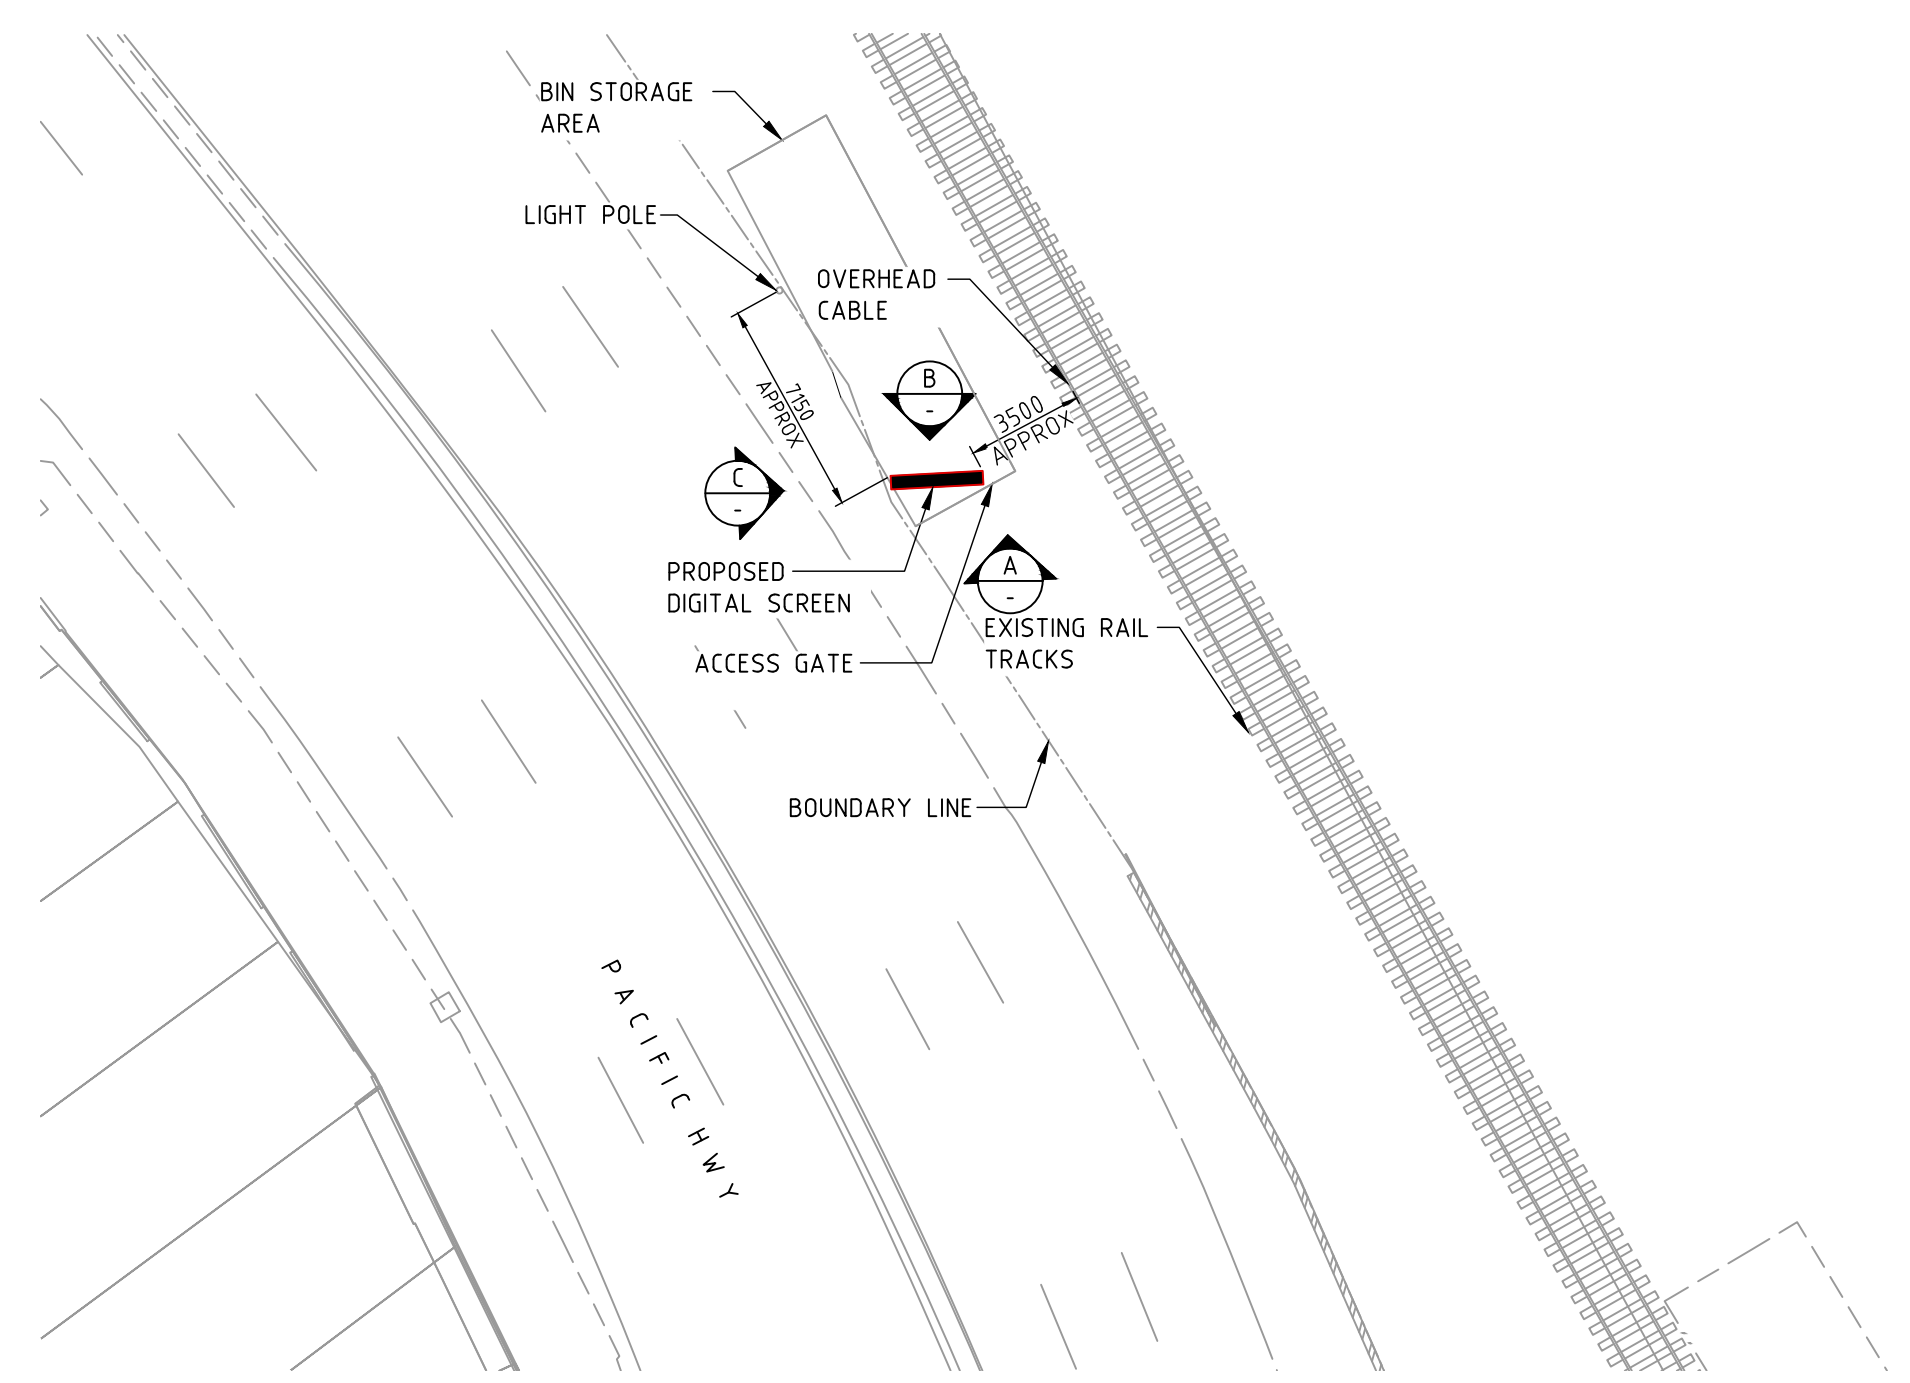 BIN STORAGE
AREA
LIGHT POLE
OVERHEAD
CABLE
7150
APPROX
B
-
3500
APPROX
C
-
PROPOSED
DIGITAL SCREEN
A
-
EXISTING RAIL
TRACKS
ACCESS GATE
BOUNDARY LINE
PACIFIC HWY